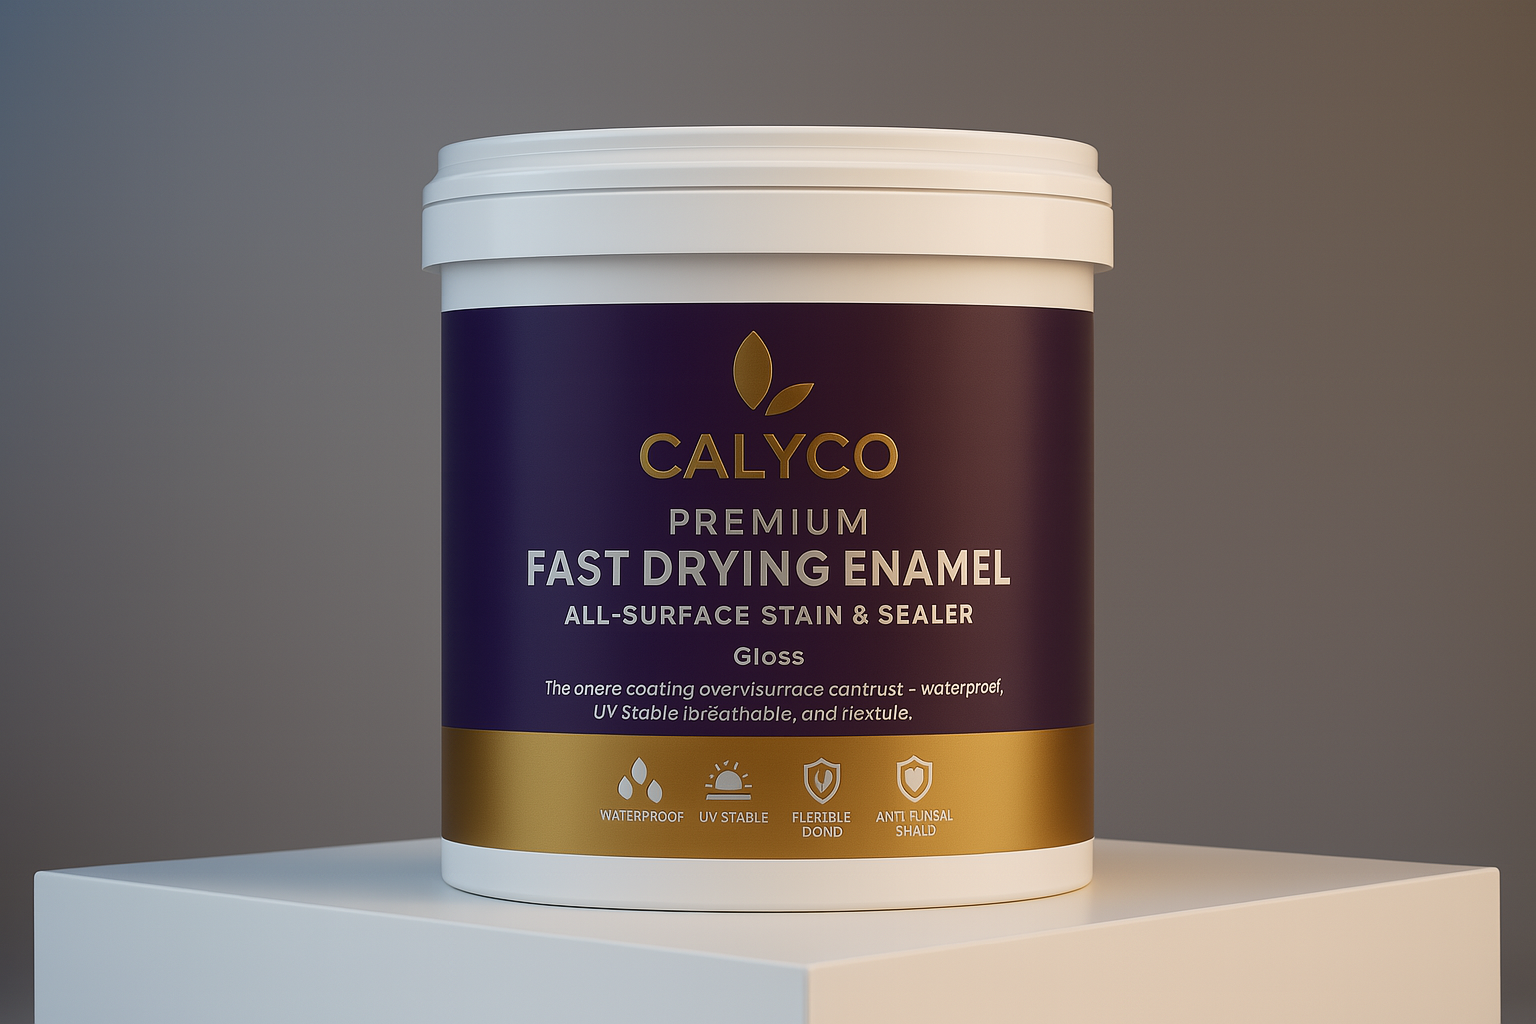 CALYCO
PREMIUM
FAST DRYING ENAMEL
ALL-SURFACE STAIN & SEALER
Gloss
The onere coating overvisurrace cantrust - waterproef,
UV Stable ibrëathable, and riextule.
WATERPROOF UV STABLE FLERIBLE DOND ANTI FUNSAL SHALD